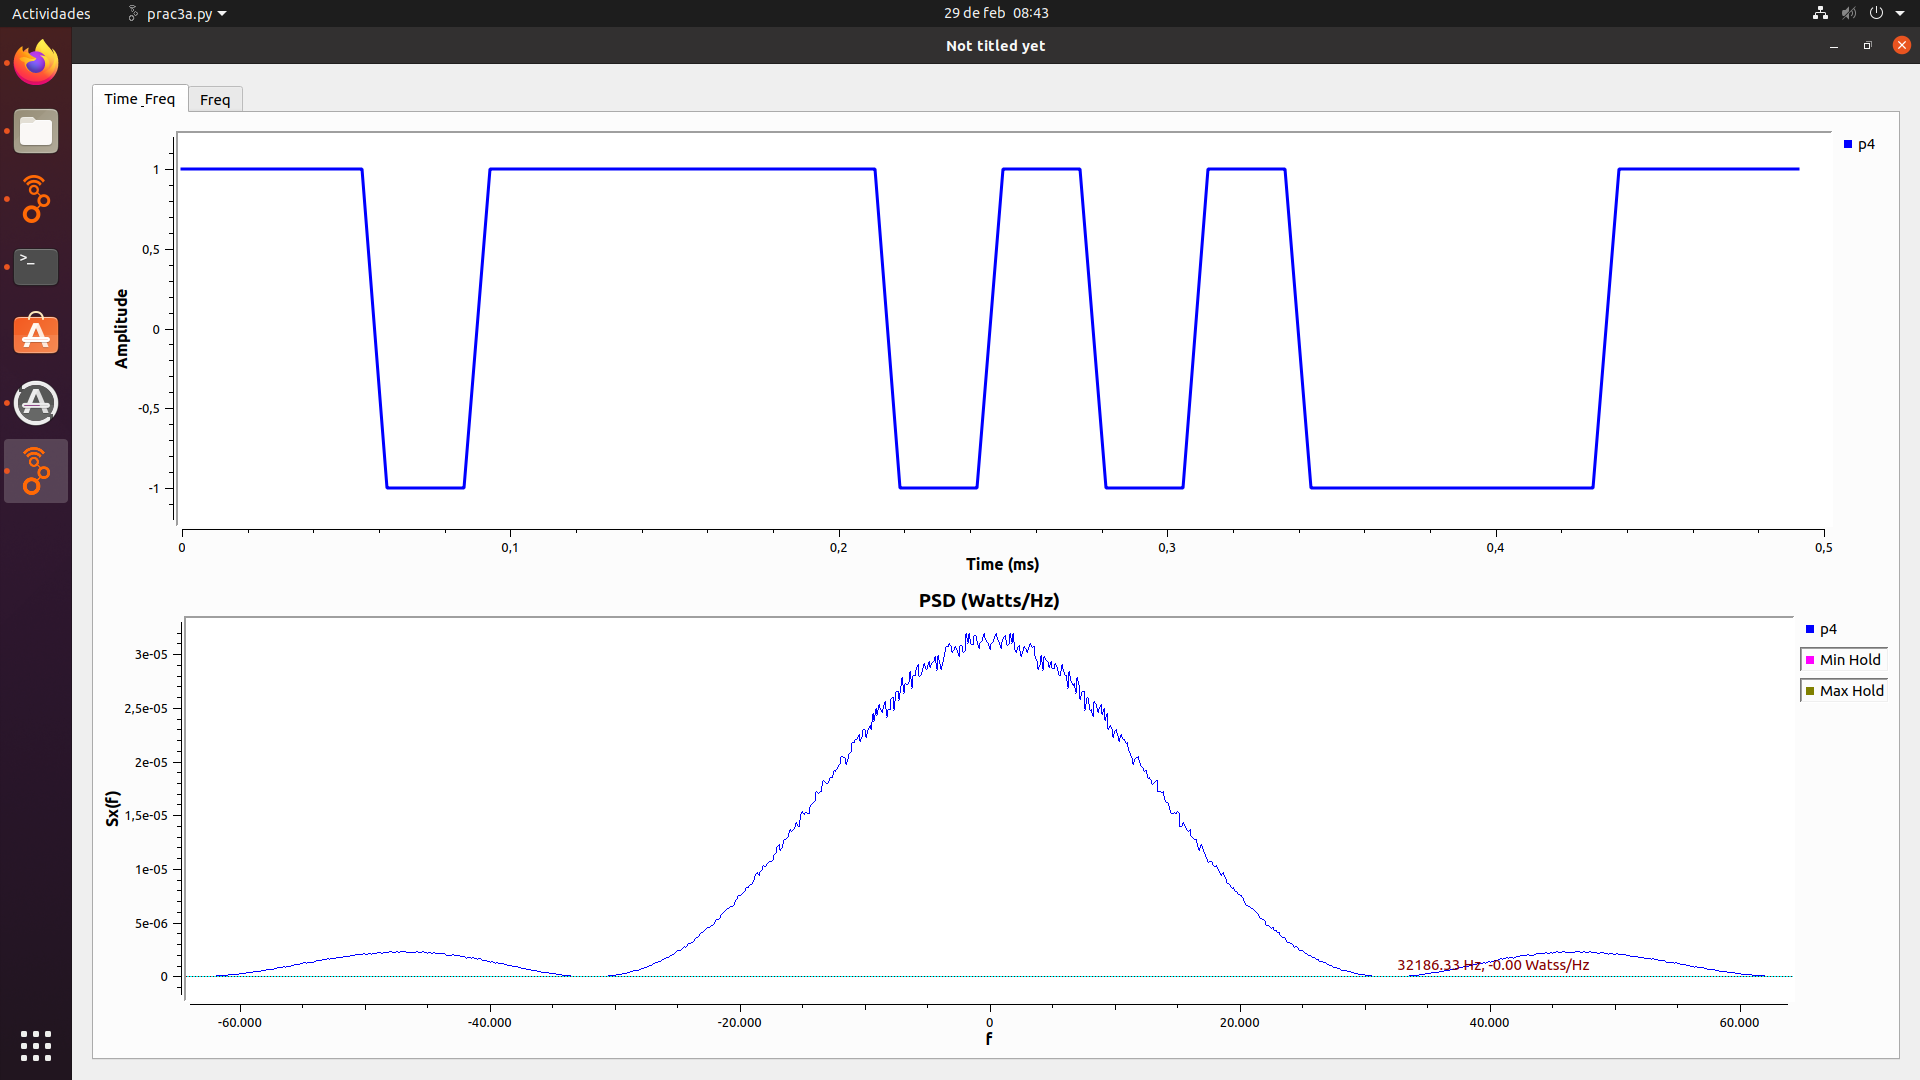 Actividades
prac3a.py
29 de feb 08:43
Not titled yet
Time_Freq
Freq
p4
1
0,5
0
-0,5
-1
Amplitude
0
0,1
0,2
0,3
0,4
0,5
Time (ms)
PSD (Watts/Hz)
p4
Min Hold
Max Hold
3e-05
2,5e-05
2e-05
1,5e-05
1e-05
5e-06
0
Sx(f)
32186.33 Hz, -0.00 Watss/Hz
-60.000
-40.000
-20.000
0
20.000
40.000
60.000
f